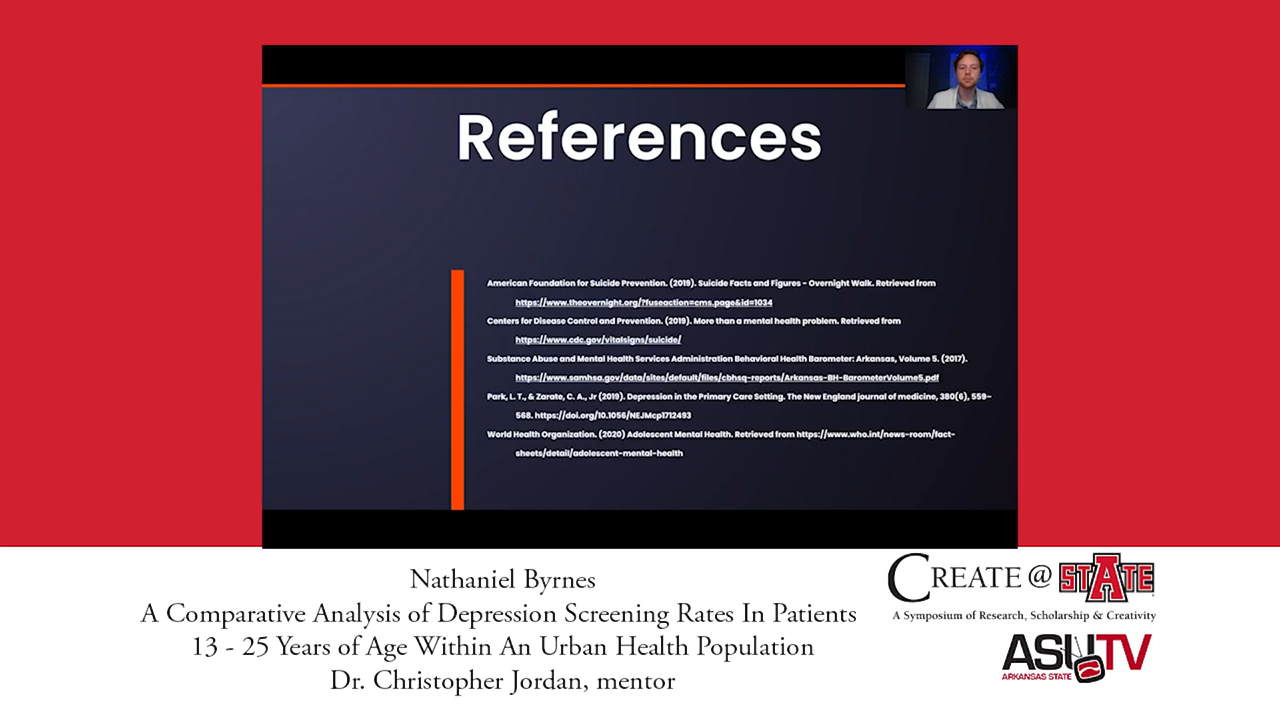 References
American Foundation for Suicide Prevention. (2019). Suicide Facts and Figures - Overnight Walk. Retrieved from
https://www.theovernight.org/?fuseaction=cms.page&id=1034
Centers for Disease Control and Prevention. (2019). More than a mental health problem. Retrieved from
https://www.cdc.gov/vitalsigns/suicide/
Substance Abuse and Mental Health Services Administration Behavioral Health Barometer: Arkansas, Volume 5. (2017).
https://www.samhsa.gov/data/sites/default/files/cbhsq-reports/Arkansas-BH-BarometerVolume5.pdf
Park, L. T., & Zarate, C. A., Jr (2019). Depression in the Primary Care Setting. The New England journal of medicine, 380(6), 559–
568. https://doi.org/10.1056/NEJMcp1712493
World Health Organization. (2020) Adolescent Mental Health. Retrieved from https://www.who.int/news-room/fact-
sheets/detail/adolescent-mental-health
Nathaniel Byrnes
A Comparative Analysis of Depression Screening Rates In Patients
13 - 25 Years of Age Within An Urban Health Population
Dr. Christopher Jordan, mentor
CREATE @ STATE
A Symposium of Research, Scholarship & Creativity
ASUTV
ARKANSAS STATE